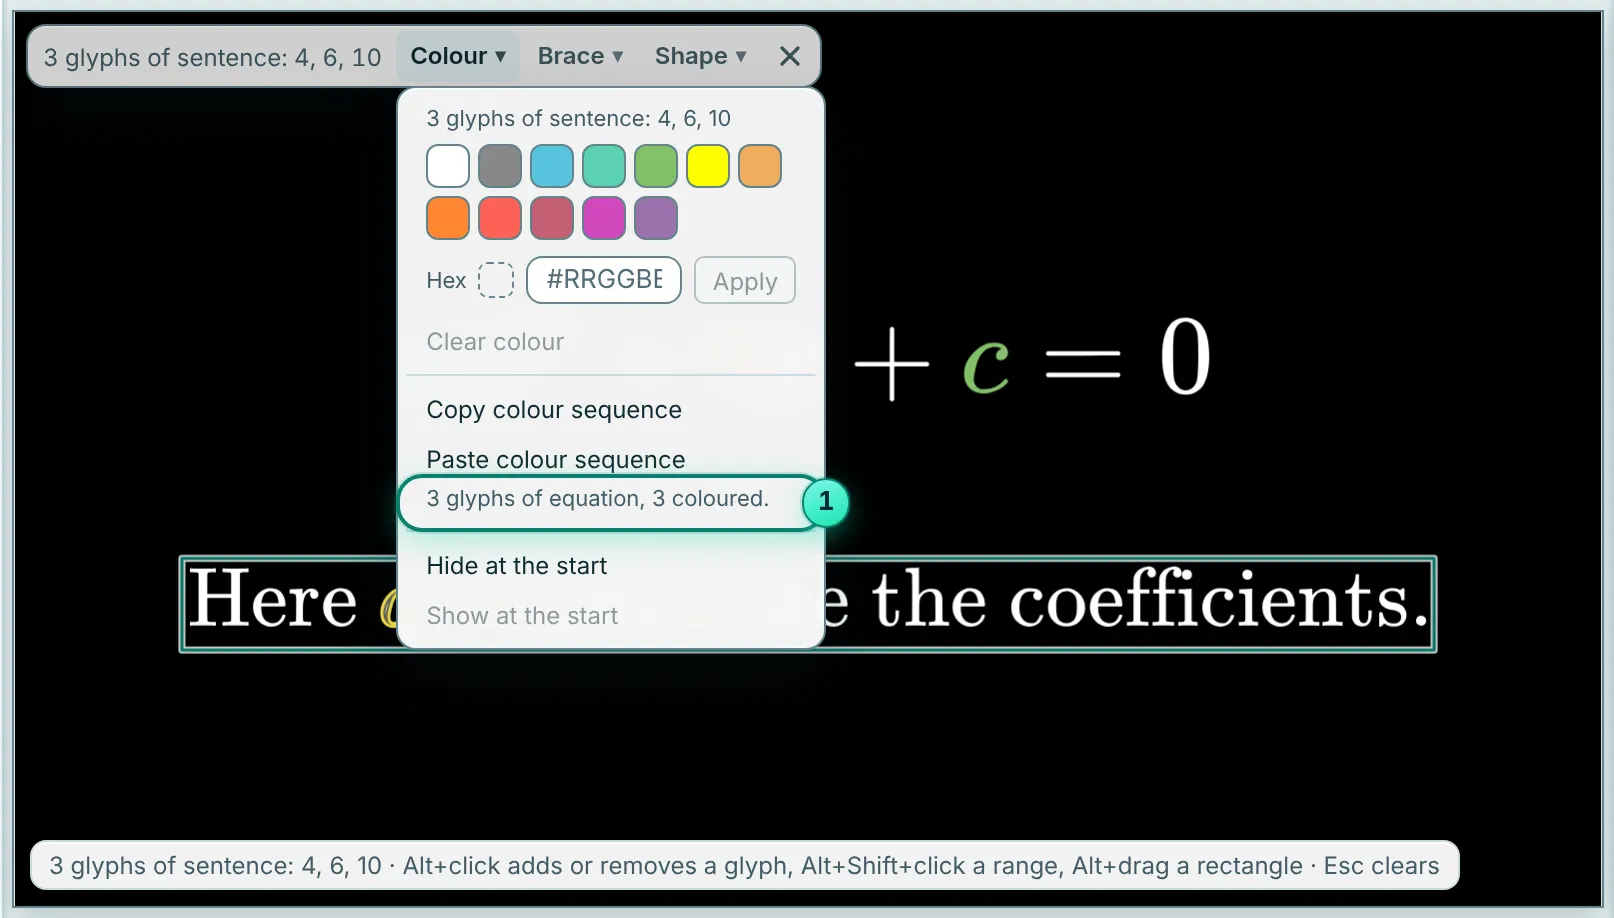 3 glyphs of sentence: 4, 6, 10 Colour ▾ Brace ▾ Shape ▾ ✕
3 glyphs of sentence: 4, 6, 10
Hex #RRGGBB Apply
Clear colour
+ c = 0
Copy colour sequence
Paste colour sequence
3 glyphs of equation, 3 coloured.
1
Hide at the start
Show at the start
Here e the coefficients.
3 glyphs of sentence: 4, 6, 10 · Alt+click adds or removes a glyph, Alt+Shift+click a range, Alt+drag a rectangle · Esc clears